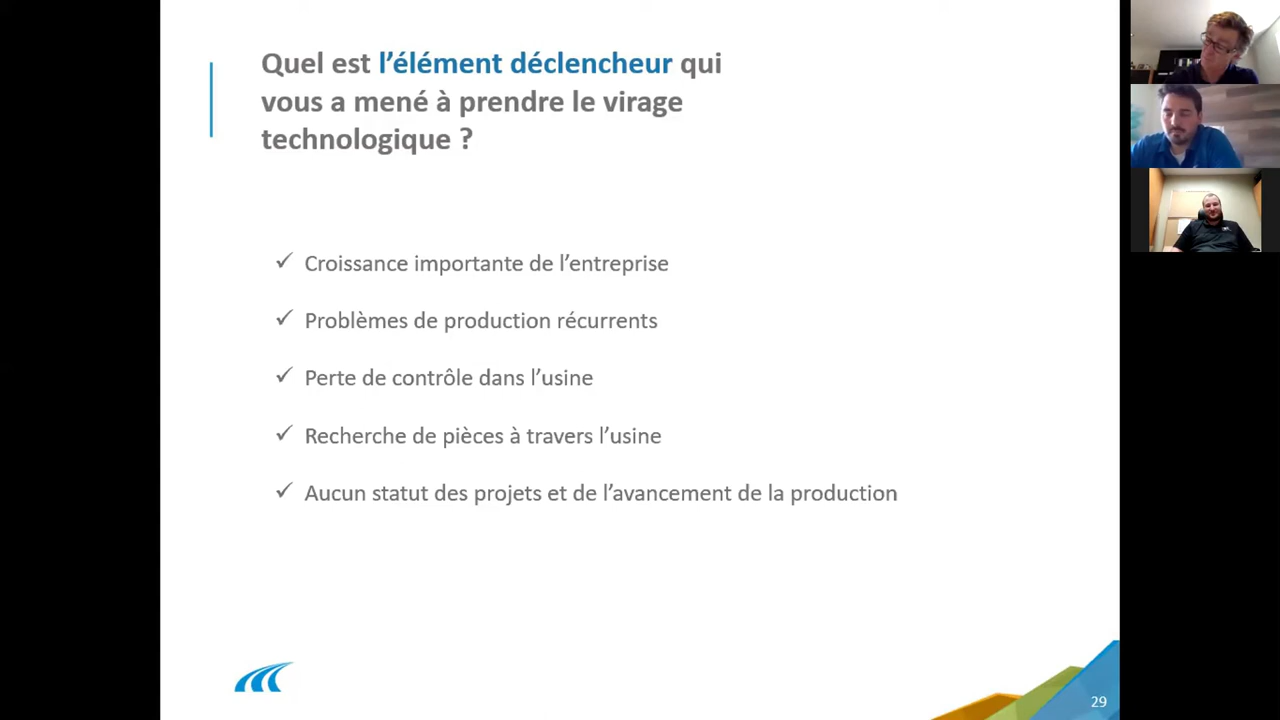 Quel est l’élément déclencheur qui
vous a mené à prendre le virage
technologique ?
✓ Croissance importante de l’entreprise
✓ Problèmes de production récurrents
✓ Perte de contrôle dans l’usine
✓ Recherche de pièces à travers l’usine
✓ Aucun statut des projets et de l’avancement de la production
29